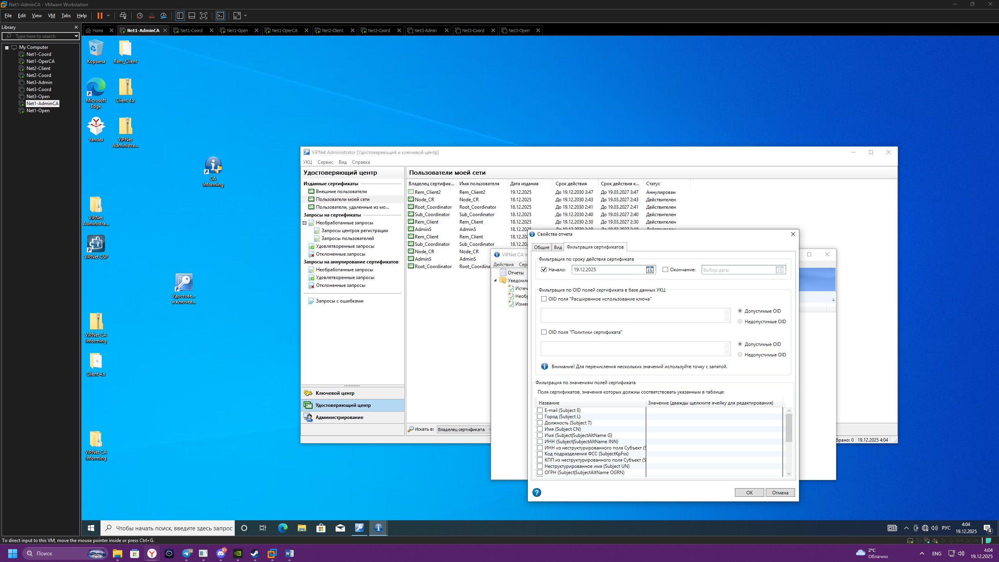 Net1-AdminCA - VMware Workstation
File Edit View VM Tabs Help
Library
Type here to search
Home Net1-AdminCA Net1-Coord Net1-Open Net1-OperCA Net2-Client Net2-Coord Net3-Admin Net3-Coord Net3-Open
My Computer
Net1-Coord
Net1-OperCA
Net2-Client
Net2-Coord
Net3-Admin
Net3-Coord
Net3-Open
Net1-AdminCA
Net1-Open
Корзина
Rem_Client
Microsoft
Edge
Client 4.x
Yandex
ViPNet
Administra...
CA
Informing
ViPNet
Administra...
ViPNet CSP
Удостове...
и ключев...
ViPNet CA
Informing
Client 4.x
ViPNet CA
Informing
ViPNet Administrator [Удостоверяющий и ключевой центр]
УКЦ Сервис Вид Справка
Удостоверяющий центр
Изданные сертификаты
Внешние пользователи
Пользователи моей сети
Пользователи, удаленные из мо...
Запросы на сертификаты
Необработанные запросы
Запросы центров регистрации
Запросы пользователей
Удовлетворенные запросы
Отклоненные запросы
Запросы на аннулирование сертификатов
Необработанные запросы
Удовлетворенные запросы
Отклоненные запросы
Запросы с ошибками
Ключевой центр
Удостоверяющий центр
Администрирование
Пользователи моей сети
Владелец сертифик... Имя пользователя Дата издания Срок действия Срок действия к... Статус
Rem_Client2 Rem_Client2 19.12.2025 До 19.12.2030 3:47 До 19.03.2027 3:47 Аннулирован
Node_CR Node_CR 18.12.2025 До 19.12.2030 2:43 До 19.03.2027 2:43 Действителен
Root_Coordinator Root_Coordinator 18.12.2025 До 19.12.2030 2:41 До 19.03.2027 2:41 Действителен
Sub_Coordinator Sub_Coordinator 18.12.2025 До 19.12.2030 2:40 До 19.03.2027 2:40 Действителен
Rem_Client Rem_Client 18.12.2025 До 19.12.2030 2:30 До 19.03.2027 2:30 Действителен
AdminS AdminS 18.12.2025
Rem_Client Rem_Client 18.12.202
Sub_Coordinator Sub_Coordinator 18.12.202
Node_CR Node_CR
AdminS AdminS
Root_Coordinator Root_Coordina
Искать в: Владелец сертификата
брано: 0 19.12.2025 4:04
ViPNet CA In
Действия Сер
Отчеты
Уведомле
Истеч
Необр
Измен
Свойства отчета
Общие Вид Фильтрация сертификатов
Фильтрация по сроку действия сертификата
Начало: 19.12.2025 15 Окончание: Выбор даты 15
Фильтрация по OID полей сертификата в базе данных УКЦ
OID поля "Расширенное использование ключа"
Допустимые OID
Недопустимые OID
OID поля "Политики сертификата"
Допустимые OID
Недопустимые OID
Внимание! Для перечисления нескольких значений используйте точку с запятой.
Фильтрация по значениям полей сертификата
Поля сертификатов, значения которых должны соответствовать указанным в таблице:
Название Значение (дважды щелкните ячейку для редактирования)
E-mail (Subject E)
Город (Subject L)
Должность (Subject T)
Имя (Subject CN)
Имя (Subject|SubjectAltName G)
ИНН (Subject|SubjectAltName INN)
ИНН из неструктурированного поля Субъект (S
Код подразделения ФСС (SubjectKpFss)
КПП из неструктурированного поля Субъект (S
Неструктурированное имя (Subject UN)
ОГРН (Subject|SubjectAltName OGRN)
ОК Отмена
Чтобы начать поиск, введите здесь запрос
РУС
4:04
19.12.2025
4
To direct input to this VM, move the mouse pointer inside or press Ctrl+G.
Поиск
74
9+
2°C
Облачно
ENG
4:04
19.12.2025